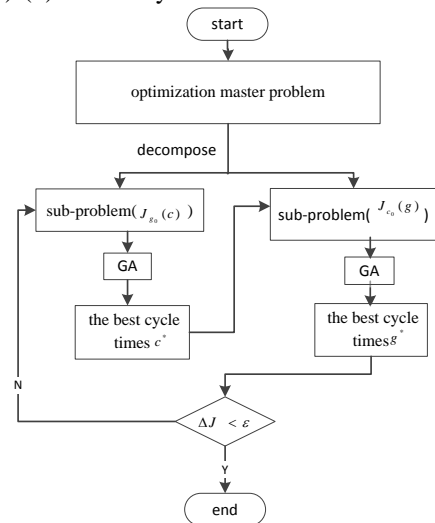 start
optimization master problem
decompose
sub-problem( J_{g_0}(c) )
sub-problem( J_{c_0}(g) )
GA
GA
the best cycle
times c^*
the best cycle
times g^*
N
ΔJ < ε
Y
end